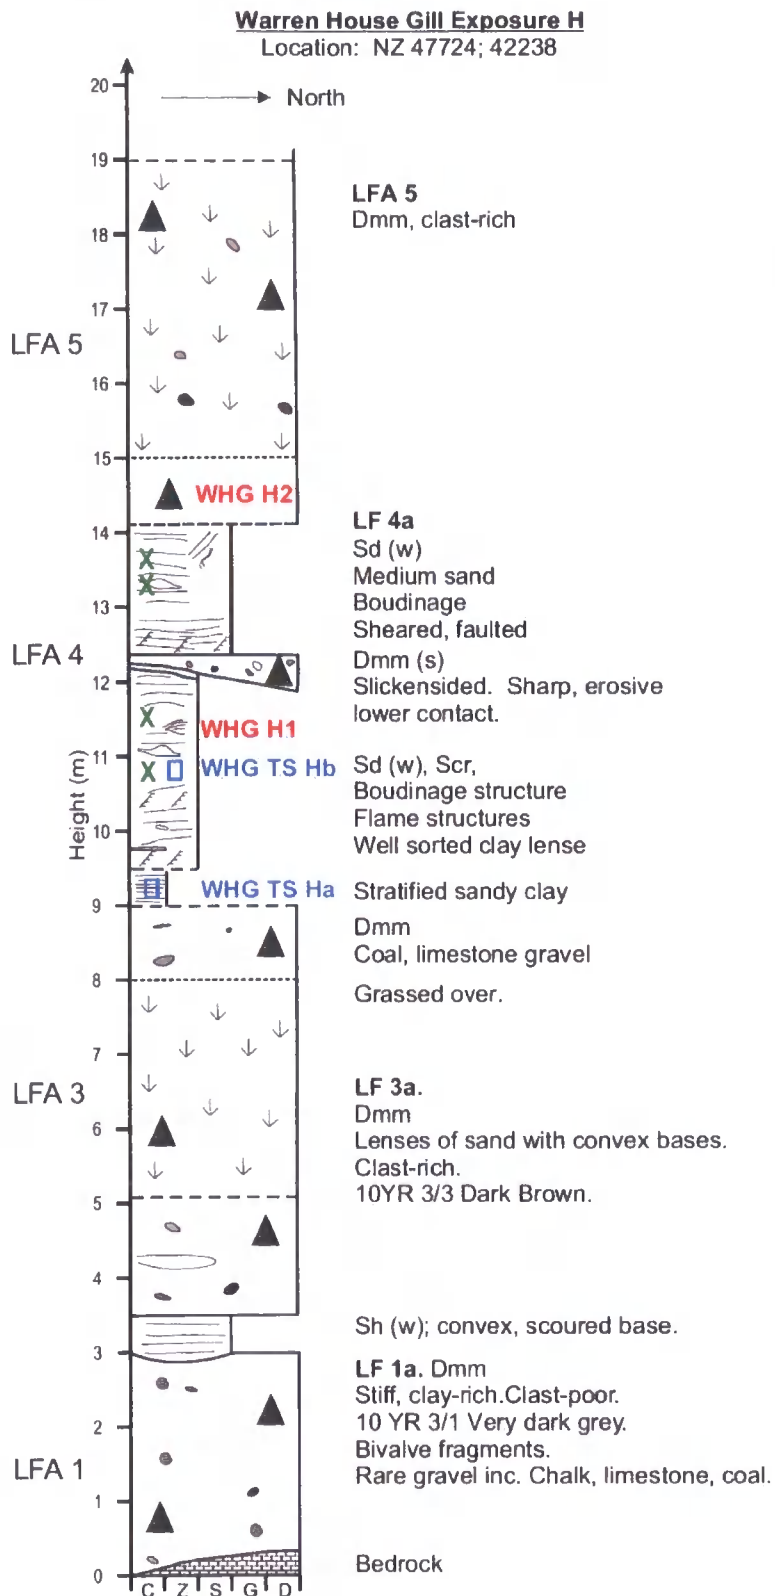 Warren House Gill Exposure H
Location: NZ 47724; 42238
20
North
19
LFA 5
Dmm, clast-rich
18
17
LFA 5
16
15
WHG H2
14
LF 4a
Sd (w)
Medium sand
Boudinage
Sheared, faulted
13
LFA 4
Dmm (s)
Slickensided. Sharp, erosive
lower contact.
12
WHG H1
11
WHG TS Hb
Sd (w), Scr,
Boudinage structure
Flame structures
Well sorted clay lense
10
Height (m)
WHG TS Ha
Stratified sandy clay
9
Dmm
Coal, limestone gravel
8
Grassed over.
7
LFA 3
LF 3a.
Dmm
Lenses of sand with convex bases.
Clast-rich.
10YR 3/3 Dark Brown.
6
5
4
Sh (w); convex, scoured base.
3
LF 1a. Dmm
Stiff, clay-rich.Clast-poor.
10 YR 3/1 Very dark grey.
Bivalve fragments.
Rare gravel inc. Chalk, limestone, coal.
2
LFA 1
1
Bedrock
0
C Z S G D